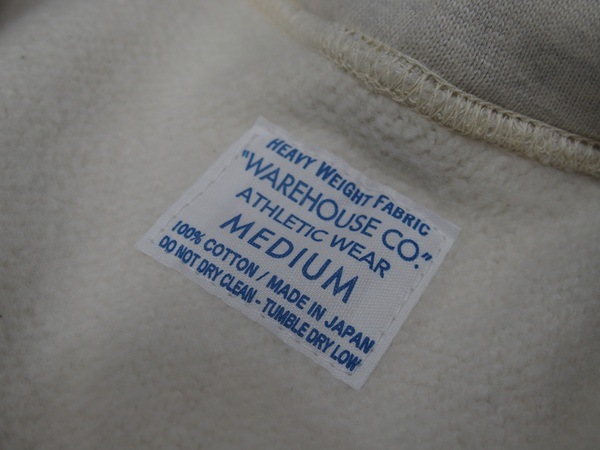 HEAVY WEIGHT FABRIC
"WAREHOUSE CO."
ATHLETIC WEAR
MEDIUM
100% COTTON / MADE IN JAPAN
DO NOT DRY CLEAN - TUMBLE DRY LOW